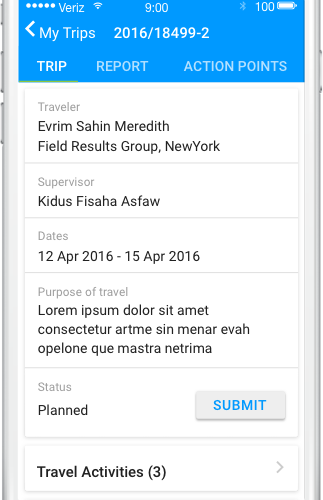 Veriz 9:00 100
My Trips 2016/18499-2
TRIP REPORT ACTION POINTS
Traveler
Evrim Sahin Meredith
Field Results Group, NewYork
Supervisor
Kidus Fisaha Asfaw
Dates
12 Apr 2016 - 15 Apr 2016
Purpose of travel
Lorem ipsum dolor sit amet
consectetur artme sin menar evah
opelone que mastra netrima
Status
Planned SUBMIT
Travel Activities (3)